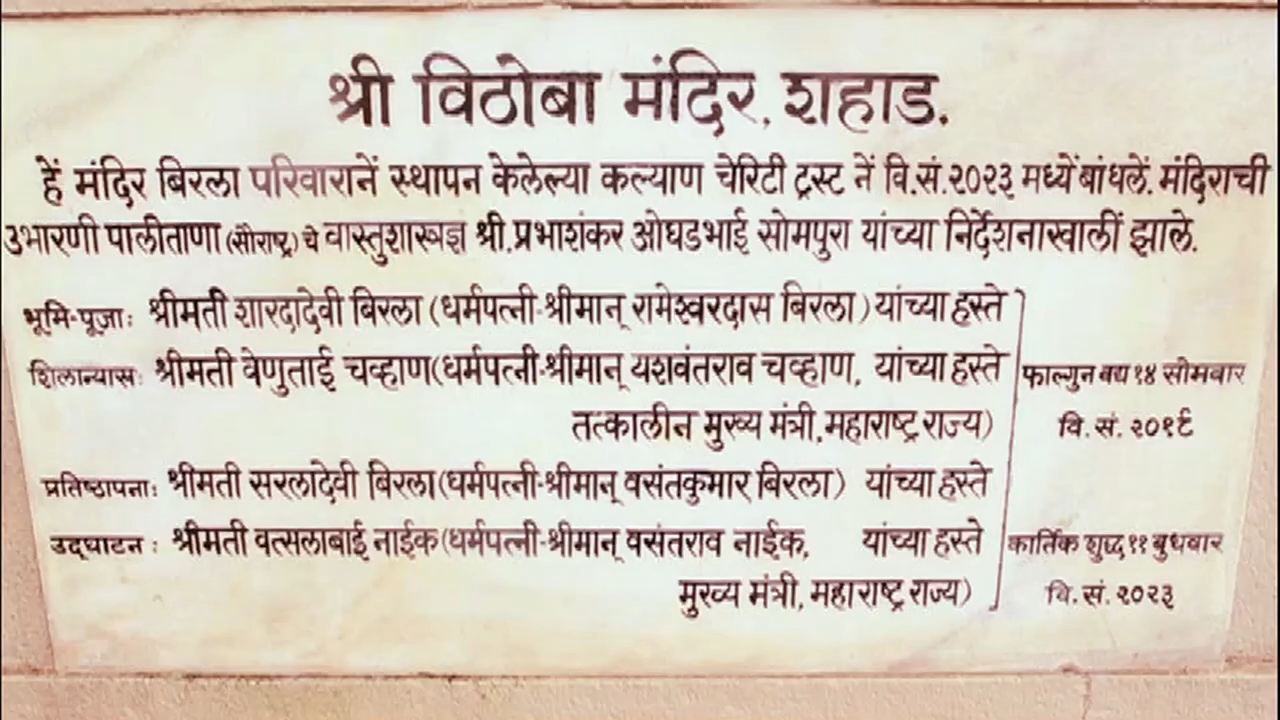 श्री विठोबा मंदिर, शहाड.
हें मंदिर बिरला परिवारानें स्थापन केलेल्या कल्याण चेरिटी ट्रस्ट नें वि.सं.२०२३ मध्यें बांधलें. मंदिराची
उभारणी पालीताणा (सौराष्ट्र) चे वास्तुशास्त्रज्ञ श्री.प्रभाशंकर ओघडभाई सोमपुरा यांच्या निर्देशनाखालीं झाले.
भूमि-पूजा: श्रीमती शारदादेवी बिरला (धर्मपत्नी-श्रीमान् रामेश्वरदास बिरला) यांच्या हस्ते
शिलान्यास: श्रीमती वेणुताई चव्हाण(धर्मपत्नी-श्रीमान् यशवंतराव चव्हाण, यांच्या हस्ते फाल्गुन वद्य १४ सोमवार
तत्कालीन मुख्य मंत्री,महाराष्ट्र राज्य) वि.सं. २०१९
प्रतिष्ठापना: श्रीमती सरलादेवी बिरला(धर्मपत्नी-श्रीमान् वसंतकुमार बिरला) यांच्या हस्ते
उद्घाटन: श्रीमती वत्सलाबाई नाईक(धर्मपत्नी-श्रीमान् वसंतराव नाईक, यांच्या हस्ते कार्तिक शुद्ध ११ बुधवार
मुख्य मंत्री, महाराष्ट्र राज्य) वि.सं. २०२३